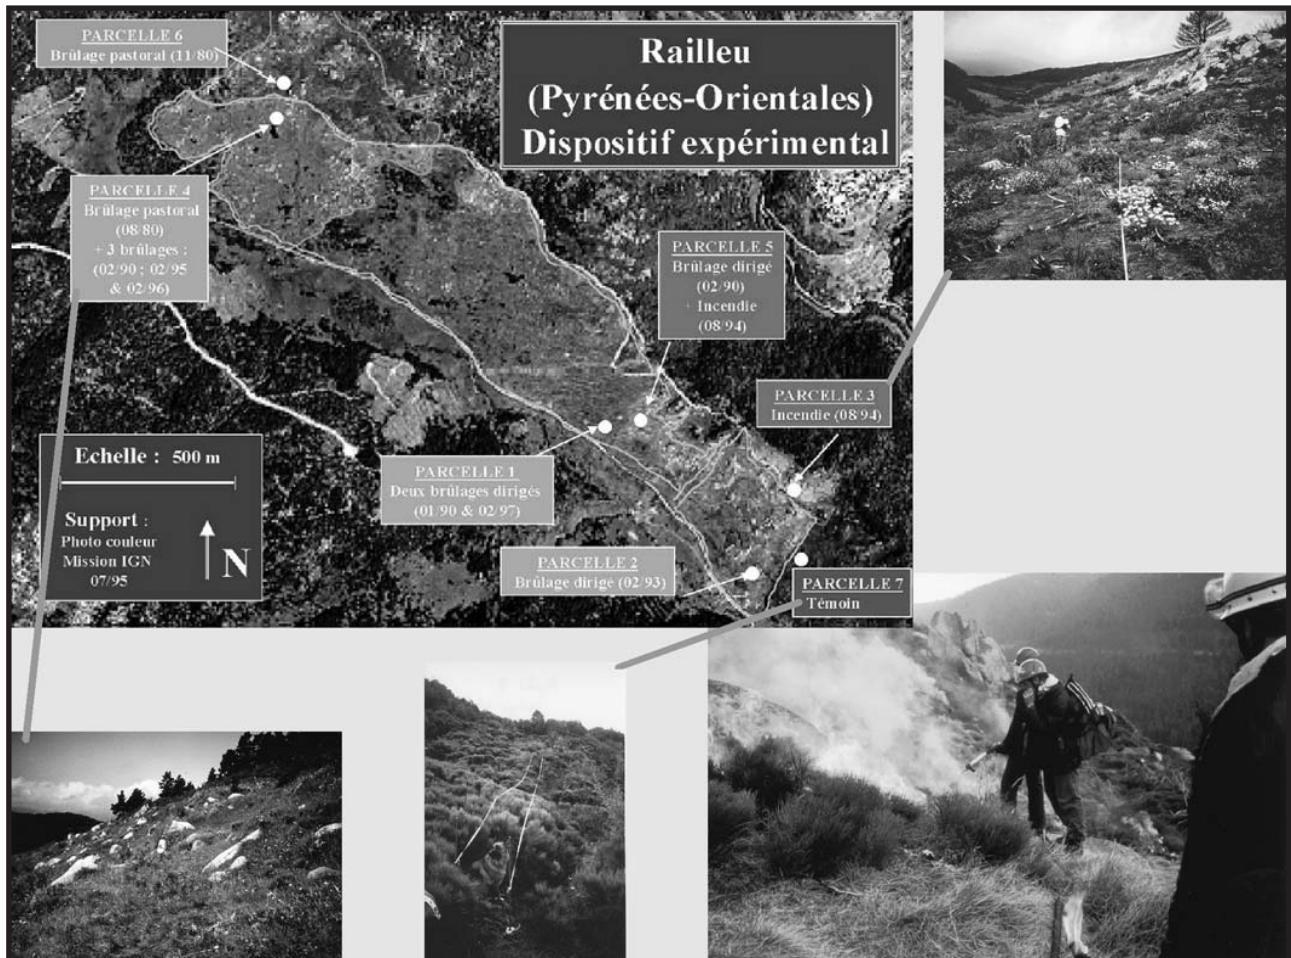 PARCELLE 6
Brûlage pastoral (11/80)
Railleu
(Pyrénées-Orientales)
Dispositif expérimental
PARCELLE 4
Brûlage pastoral
(08/80)
+ 3 brûlages :
(02/90 ; 02/95
& 02/96)
PARCELLE 5
Brûlage dirigé
(02/90)
+ Incendie
(08/94)
PARCELLE 3
Incendie (08/94)
Echelle : 500 m
Support :
Photo couleur
Mission IGN
07/95
N
PARCELLE 1
Deux brûlages dirigés
(01/90 & 02/97)
PARCELLE 2
Brûlage dirigé (02/93)
PARCELLE 7
Témoin